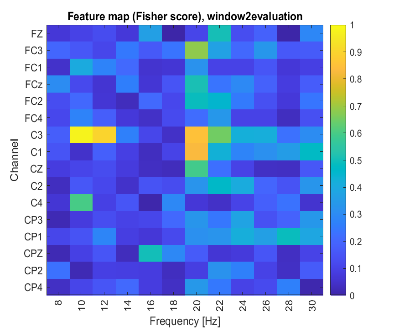 Feature map (Fisher score), window2evaluation
Channel
FZ
FC3
FC1
FCz
FC2
FC4
C3
C1
CZ
C2
C4
CP3
CP1
CPZ
CP2
CP4
8 10 12 14 16 18 20 22 24 26 28 30
Frequency [Hz]
1
0.9
0.8
0.7
0.6
0.5
0.4
0.3
0.2
0.1
0